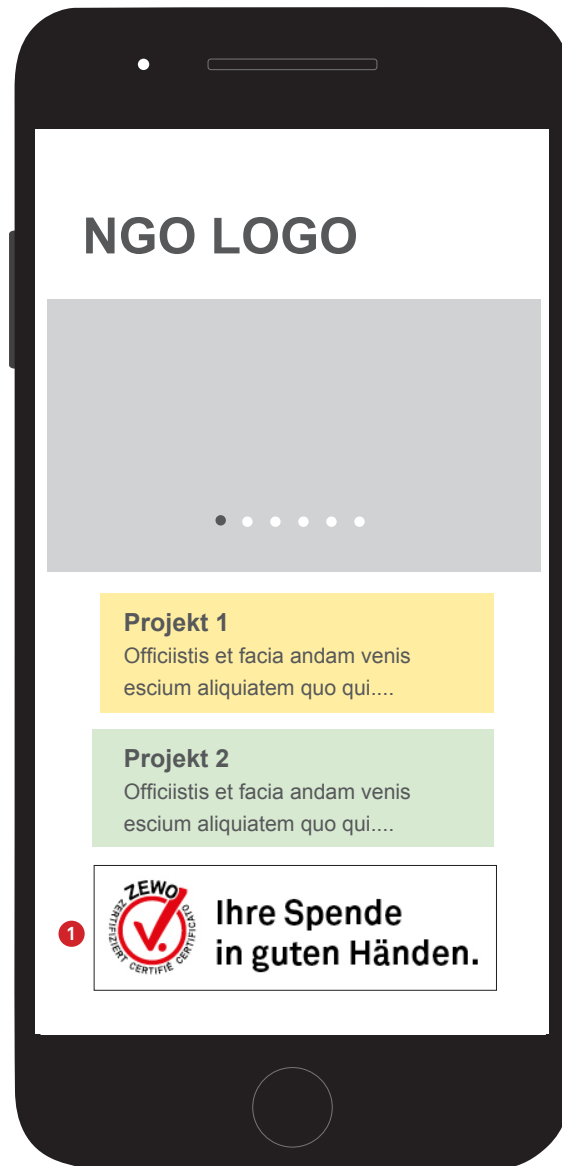 NGO LOGO
Projekt 1
Officiistis et facia andam venis
escium aliquiatem quo qui....
Projekt 2
Officiistis et facia andam venis
escium aliquiatem quo qui....
1
ZEWO
ZERTIFIZIERT CERTIFIÉ CERTIFICATO
Ihre Spende
in guten Händen.